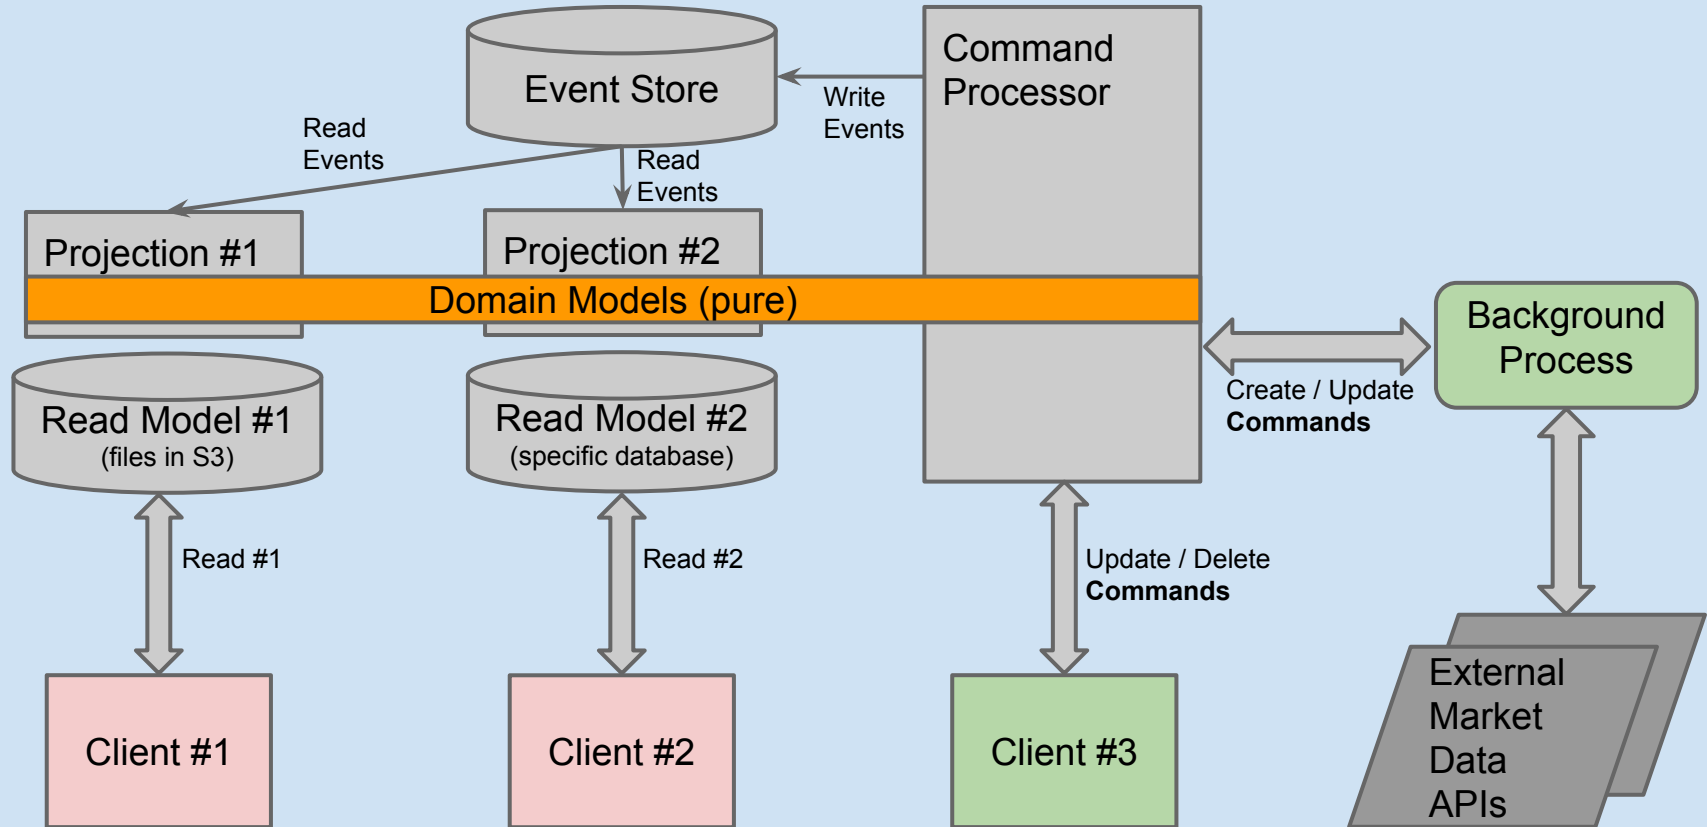 Event Store
Command
Processor
Write
Events
Read
Events
Read
Events
Projection #1
Projection #2
Domain Models (pure)
Background
Process
Create / Update
Commands
Read Model #1
(files in S3)
Read Model #2
(specific database)
Read #1
Read #2
Update / Delete
Commands
Client #1
Client #2
Client #3
External
Market
Data
APIs